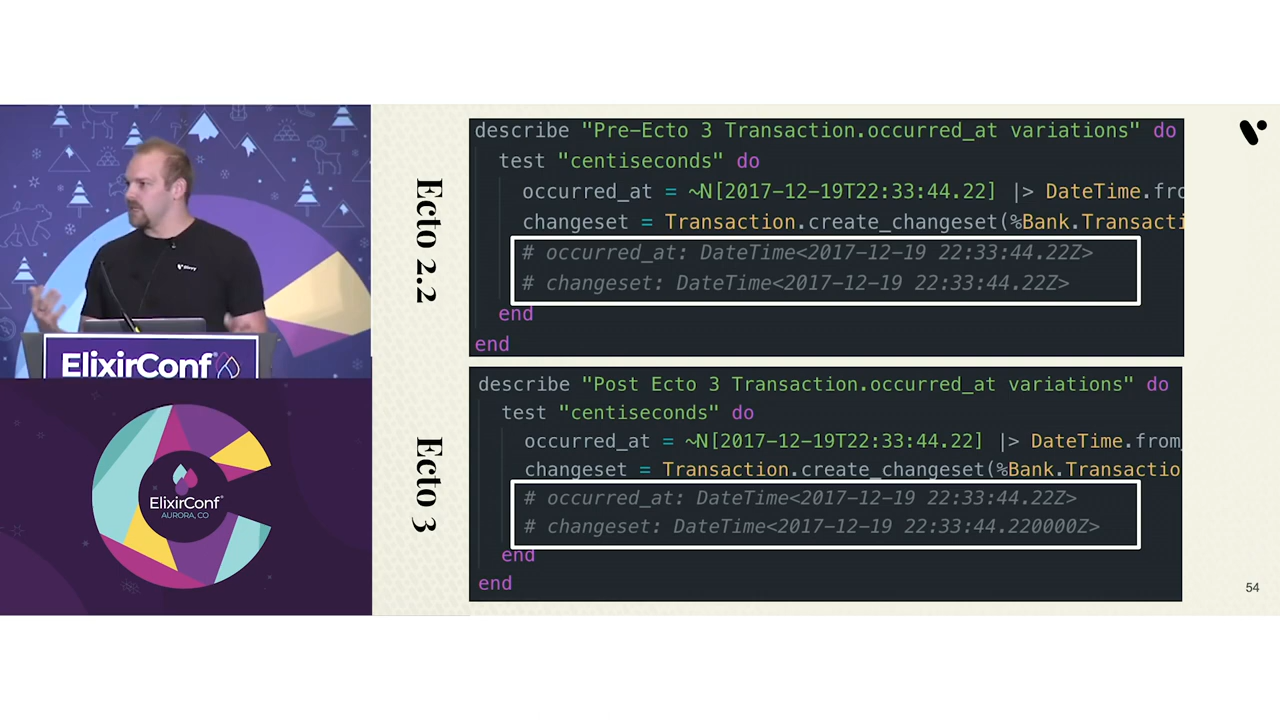 Ecto 2.2
describe "Pre-Ecto 3 Transaction.occurred_at variations" do
test "centiseconds" do
occurred_at = ~N[2017-12-19T22:33:44.22] |> DateTime.fro
changeset = Transaction.create_changeset(%Bank.Transacti
# occurred_at: DateTime<2017-12-19 22:33:44.22Z>
# changeset: DateTime<2017-12-19 22:33:44.22Z>
end
end
Ecto 3
describe "Post Ecto 3 Transaction.occurred_at variations" do
test "centiseconds" do
occurred_at = ~N[2017-12-19T22:33:44.22] |> DateTime.from_
changeset = Transaction.create_changeset(%Bank.Transactio
# occurred_at: DateTime<2017-12-19 22:33:44.22Z>
# changeset: DateTime<2017-12-19 22:33:44.220000Z>
end
end
54
ElixirConf
ElixirConf
AURORA, CO